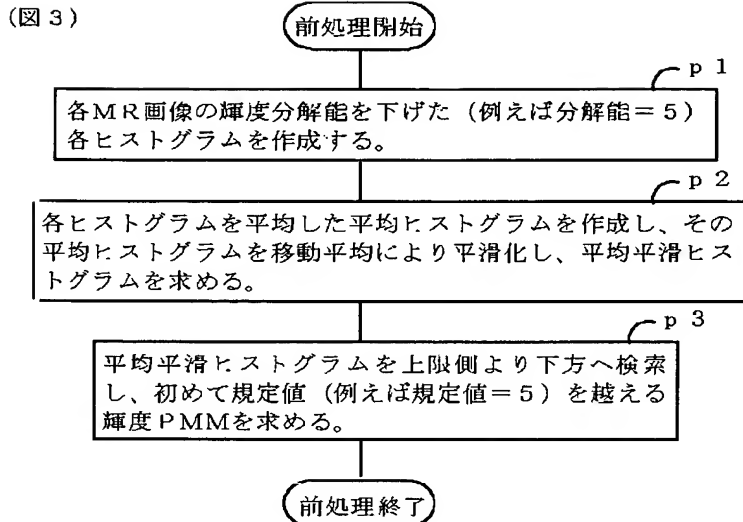 (図3)
前処理開始
p 1
各MR画像の輝度分解能を下げた（例えば分解能＝5）
各ヒストグラムを作成する。
p 2
各ヒストグラムを平均した平均ヒストグラムを作成し、その
平均ヒストグラムを移動平均により平滑化し、平均平滑ヒス
トグラムを求める。
p 3
平均平滑ヒストグラムを上限側より下方へ検索
し、初めて規定値（例えば規定値＝5）を越える
輝度PMMを求める。
前処理終了